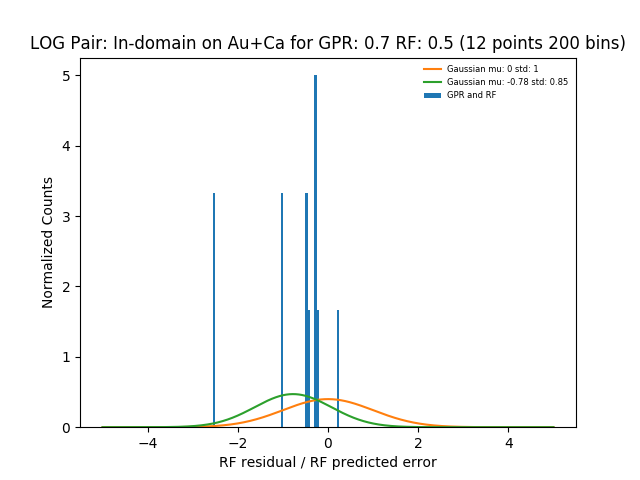 LOG Pair: In-domain on Au+Ca for GPR: 0.7 RF: 0.5 (12 points 200 bins)
Gaussian mu: 0 std: 1
Gaussian mu: -0.78 std: 0.85
GPR and RF
Normalized Counts
5
4
3
2
1
0
−4 −2 0 2 4
RF residual / RF predicted error